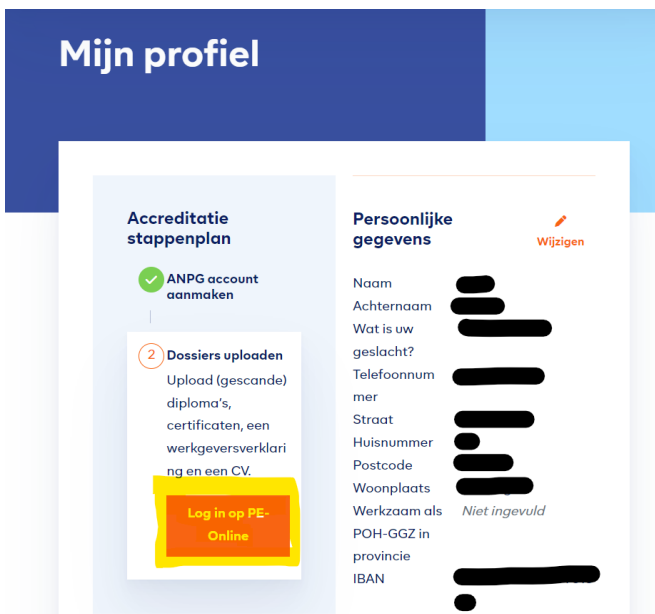 Mijn profiel
Accreditatie
stappenplan
ANPG account
aanmaken
2 Dossiers uploaden
Upload (gescande)
diploma's,
certificaten, een
werkgeversverklari
ng en een CV.
Log in op PE-
Online
Persoonlijke
gegevens
Wijzigen
Naam
Achternaam
Wat is uw
geslacht?
Telefoonnum
mer
Straat
Huisnummer
Postcode
Woonplaats
Werkzaam als Niet ingevuld
POH-GGZ in
provincie
IBAN